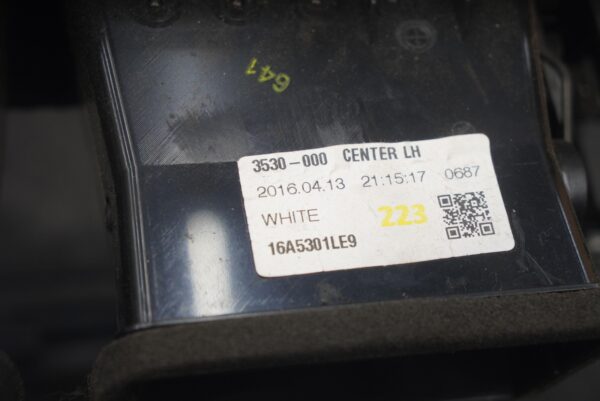 641
3530-000 CENTER LH
2016.04.13 21:15:17 0687
WHITE 223
16A5301LE9